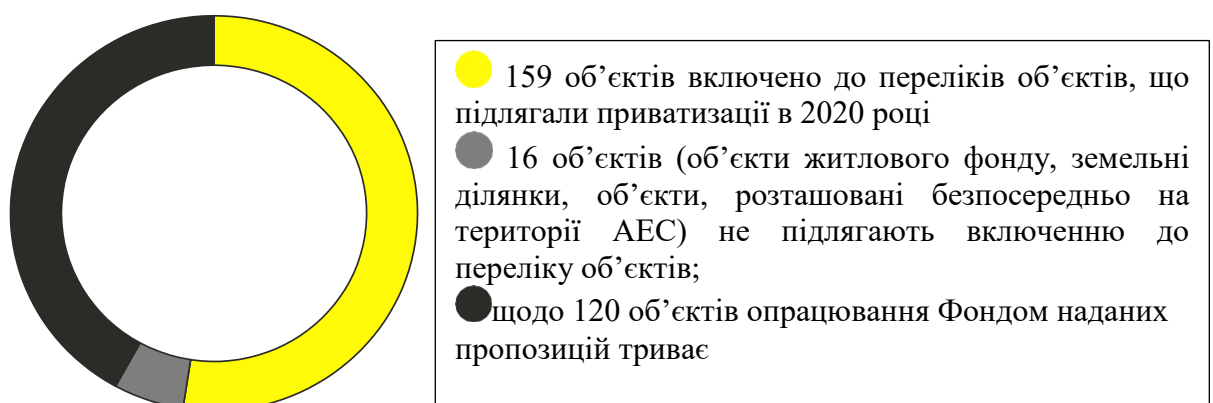 159 об’єктів включено до переліків об’єктів, що
підлягали приватизації в 2020 році
16 об’єктів (об’єкти житлового фонду, земельні
ділянки, об’єкти, розташовані безпосередньо на
території АЕС) не підлягають включенню до
переліку об’єктів;
щодо 120 об’єктів опрацювання Фондом наданих
пропозицій триває